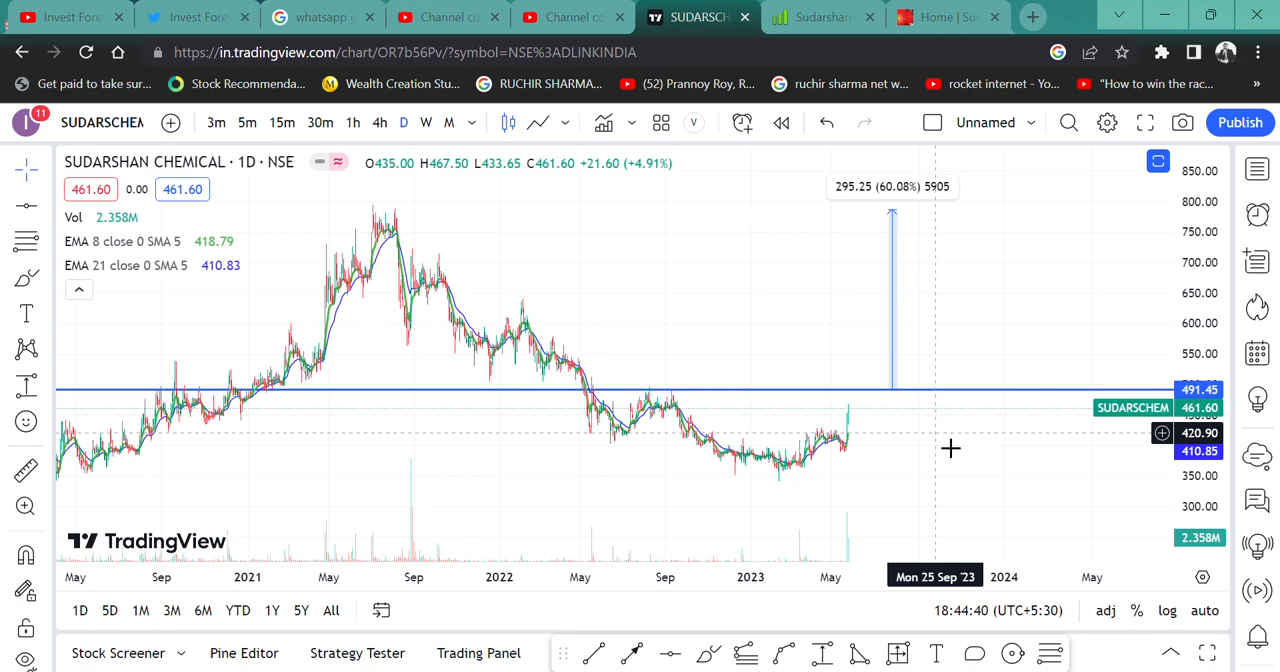 Invest Fore
Invest Fore
whatsapp g
Channel co
Channel co
SUDARSCH
Sudarshan
Home | Suc
https://in.tradingview.com/chart/OR7b56Pv/?symbol=NSE%3ADLINKINDIA
Get paid to take sur...
Stock Recommenda...
Wealth Creation Stu...
RUCHIR SHARMA...
(52) Prannoy Roy, R...
ruchir sharma net w...
rocket internet - Yo...
"How to win the rac...
»
I 11 SUDARSCHEM 3m 5m 15m 30m 1h 4h D W M V Unnamed Publish
SUDARSHAN CHEMICAL · 1D · NSE O435.00 H467.50 L433.65 C461.60 +21.60 (+4.91%)
461.60 0.00 461.60
Vol 2.358M
EMA 8 close 0 SMA 5 418.79
EMA 21 close 0 SMA 5 410.83
295.25 (60.08%) 5905
850.00
800.00
750.00
700.00
650.00
600.00
550.00
491.45
SUDARSCHEM 461.60
420.90
410.85
350.00
300.00
2.358M
TradingView
May Sep 2021 May Sep 2022 May Sep 2023 May Mon 25 Sep '23 2024 May
1D 5D 1M 3M 6M YTD 1Y 5Y All 18:44:40 (UTC+5:30) adj % log auto
Stock Screener Pine Editor Strategy Tester Trading Panel